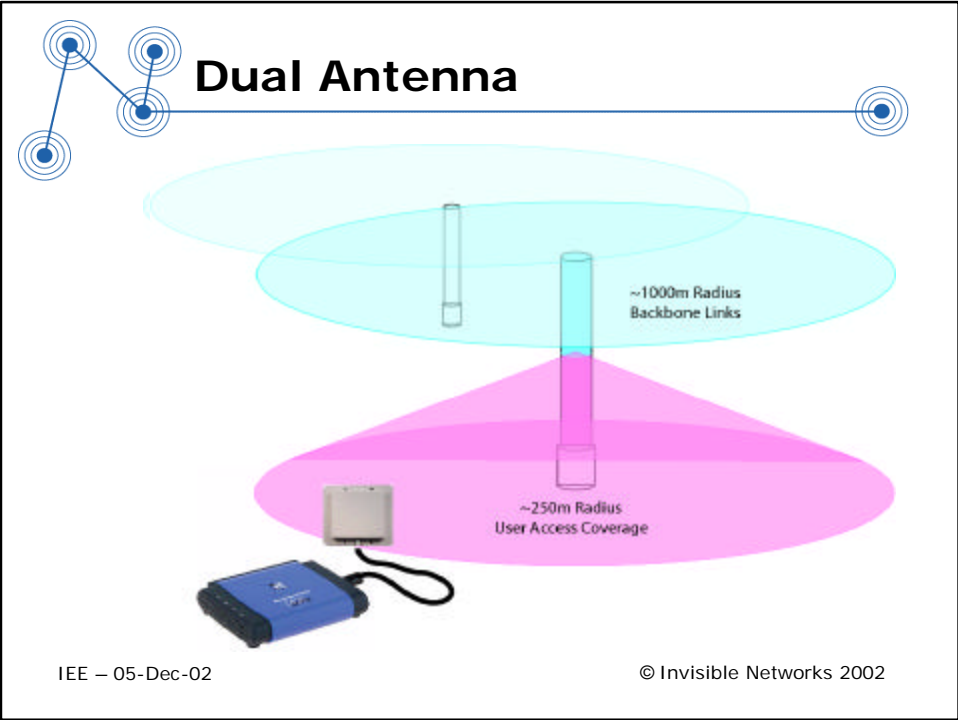 Dual Antenna
~1000m Radius
Backbone Links
~250m Radius
User Access Coverage
IEE – 05-Dec-02
© Invisible Networks 2002